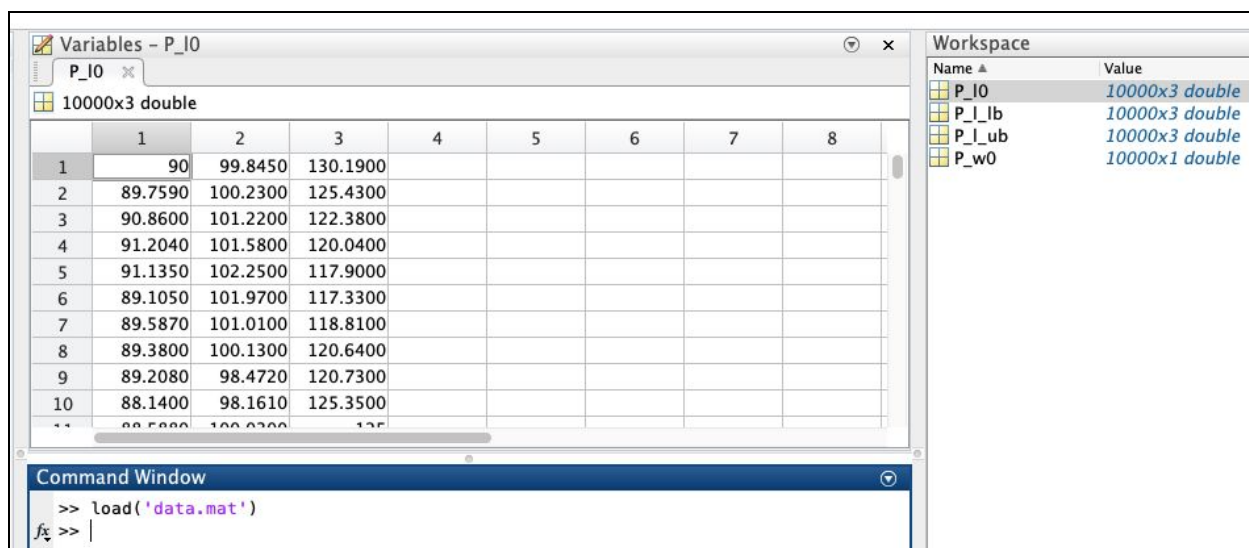 Variables - P_l0
P_l0
10000x3 double
1 2 3 4 5 6 7 8
1 90 99.8450 130.1900
2 89.7590 100.2300 125.4300
3 90.8600 101.2200 122.3800
4 91.2040 101.5800 120.0400
5 91.1350 102.2500 117.9000
6 89.1050 101.9700 117.3300
7 89.5870 101.0100 118.8100
8 89.3800 100.1300 120.6400
9 89.2080 98.4720 120.7300
10 88.1400 98.1610 125.3500
Command Window
>> load('data.mat')
fx >>
Workspace
Name Value
P_l0 10000x3 double
P_l_lb 10000x3 double
P_l_ub 10000x3 double
P_w0 10000x1 double